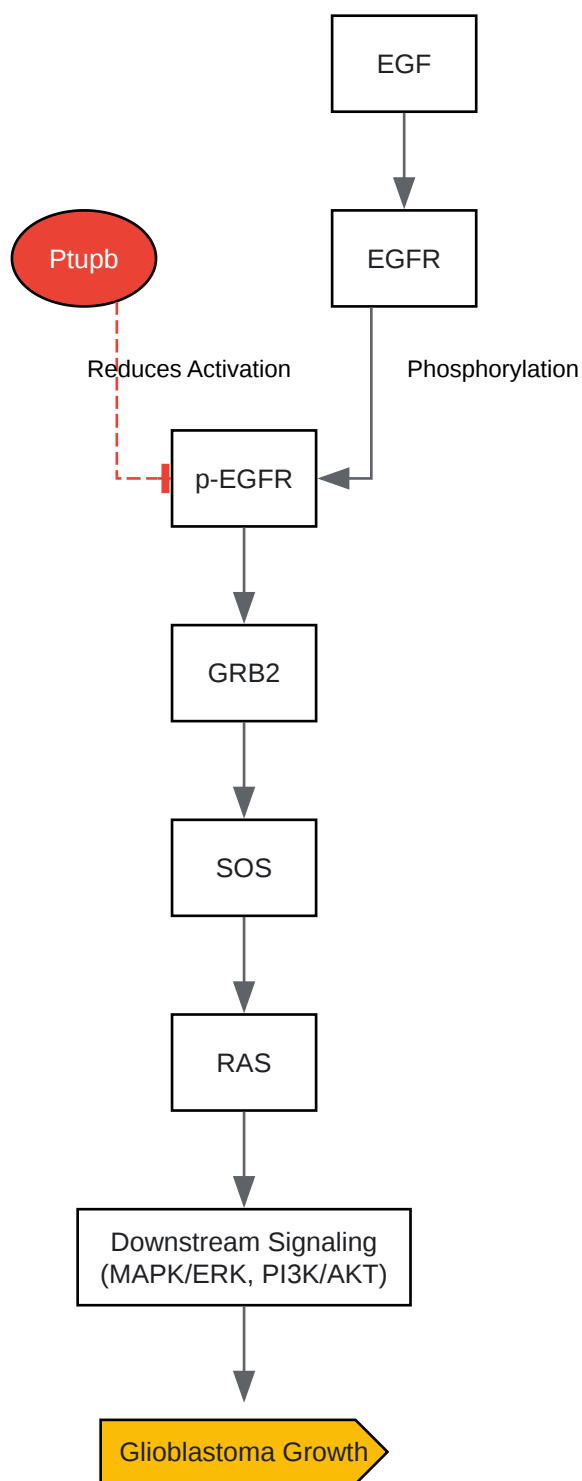 EGF
Ptupb
EGFR
Reduces Activation
Phosphorylation
p-EGFR
GRB2
SOS
RAS
Downstream Signaling
(MAPK/ERK, PI3K/AKT)
Glioblastoma Growth